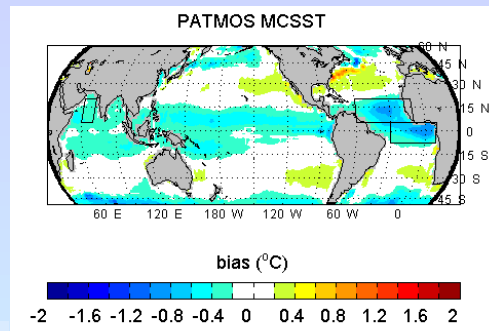 PATMOS MCSST
60 N
45 N
30 N
15 N
0
15 S
30 S
45 S
60 E 120 E 180 W 120 W 60 W 0
bias (°C)
-2 -1.6 -1.2 -0.8 -0.4 0 0.4 0.8 1.2 1.6 2